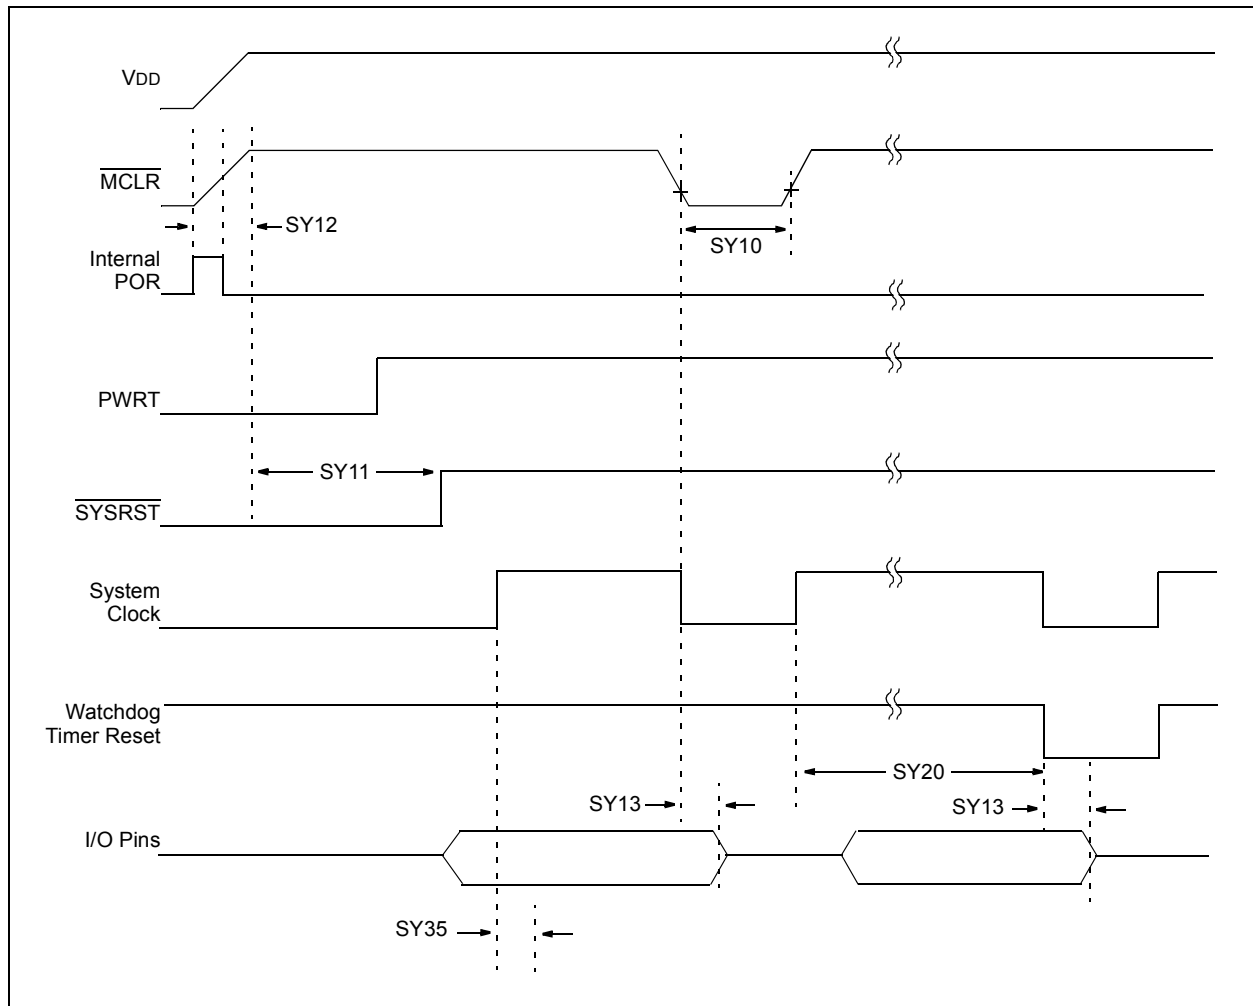 VDD
MCLR
SY12
SY10
Internal
POR
PWRT
SY11
SYSRST
System
Clock
Watchdog
Timer Reset
SY20
SY13
SY13
I/O Pins
SY35